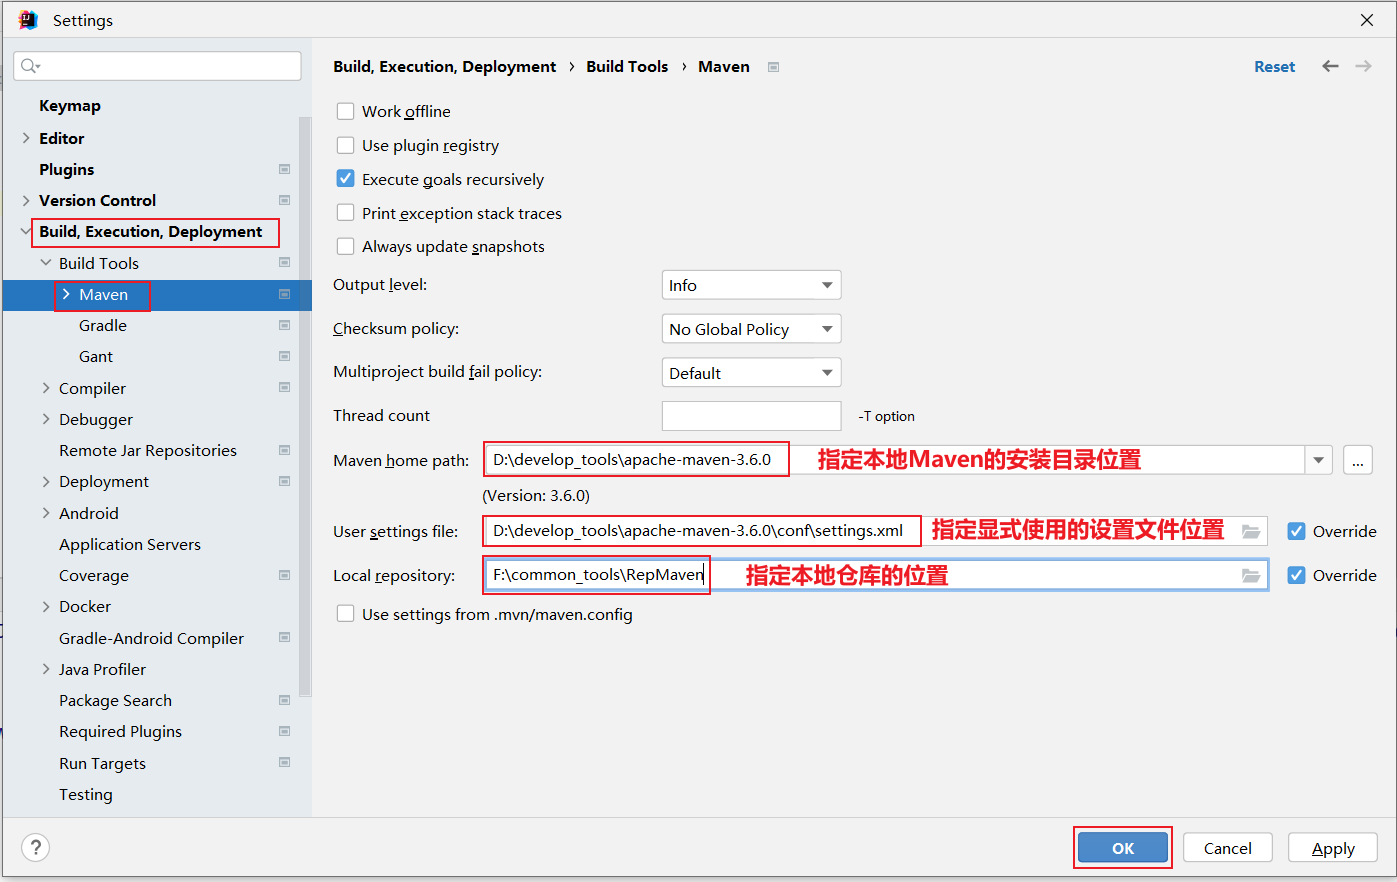 Settings
Keymap
Editor
Plugins
Version Control
Build, Execution, Deployment
Build Tools
Maven
Gradle
Gant
Compiler
Debugger
Remote Jar Repositories
Deployment
Android
Application Servers
Coverage
Docker
Gradle-Android Compiler
Java Profiler
Package Search
Required Plugins
Run Targets
Testing
Build, Execution, Deployment › Build Tools › Maven
Reset
Work offline
Use plugin registry
Execute goals recursively
Print exception stack traces
Always update snapshots
Output level: Info
Checksum policy: No Global Policy
Multiproject build fail policy: Default
Thread count -T option
Maven home path: D:\develop_tools\apache-maven-3.6.0 指定本地Maven的安装目录位置 ...
(Version: 3.6.0)
User settings file: D:\develop_tools\apache-maven-3.6.0\conf\settings.xml 指定显式使用的设置文件位置 Override
Local repository: F:\common_tools\RepMaven 指定本地仓库的位置 Override
Use settings from .mvn/maven.config
? OK Cancel Apply